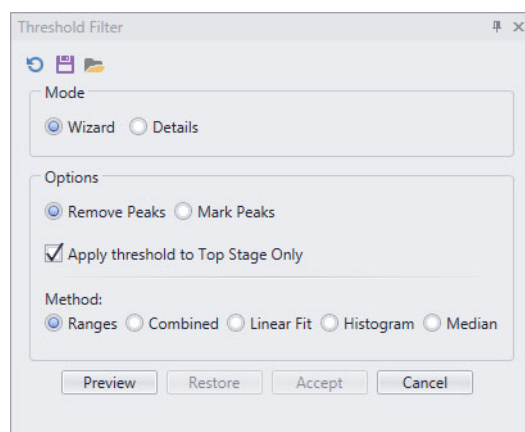 Threshold Filter
Mode
Wizard Details
Options
Remove Peaks Mark Peaks
Apply threshold to Top Stage Only
Method:
Ranges Combined Linear Fit Histogram Median
Preview Restore Accept Cancel